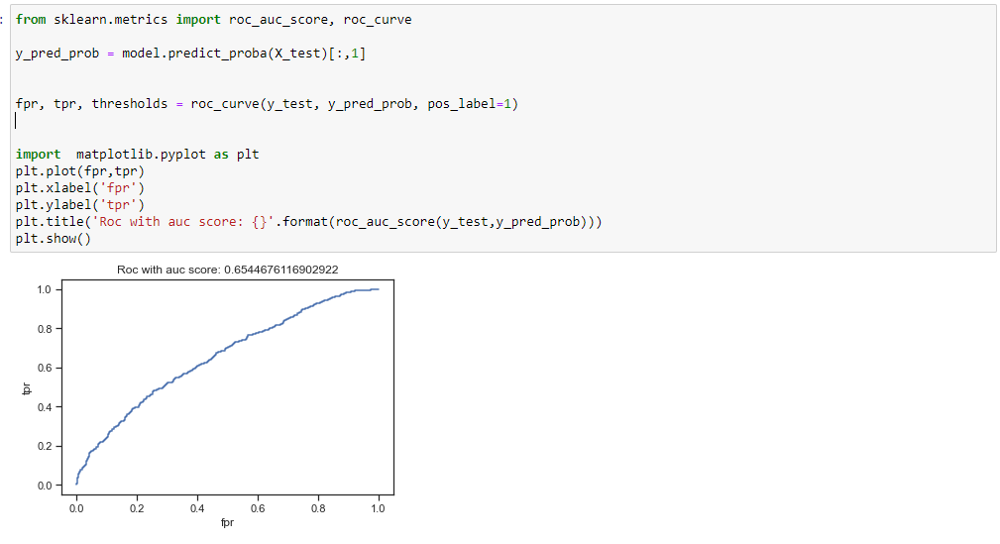 :
from sklearn.metrics import roc_auc_score, roc_curve
y_pred_prob = model.predict_proba(X_test)[:,1]
fpr, tpr, thresholds = roc_curve(y_test, y_pred_prob, pos_label=1)
import  matplotlib.pyplot as plt
plt.plot(fpr,tpr)
plt.xlabel('fpr')
plt.ylabel('tpr')
plt.title('Roc with auc score: {}'.format(roc_auc_score(y_test,y_pred_prob)))
plt.show()
Roc with auc score: 0.6544676116902922
1.0
0.8
0.6
0.4
0.2
0.0
tpr
0.0 0.2 0.4 0.6 0.8 1.0
fpr